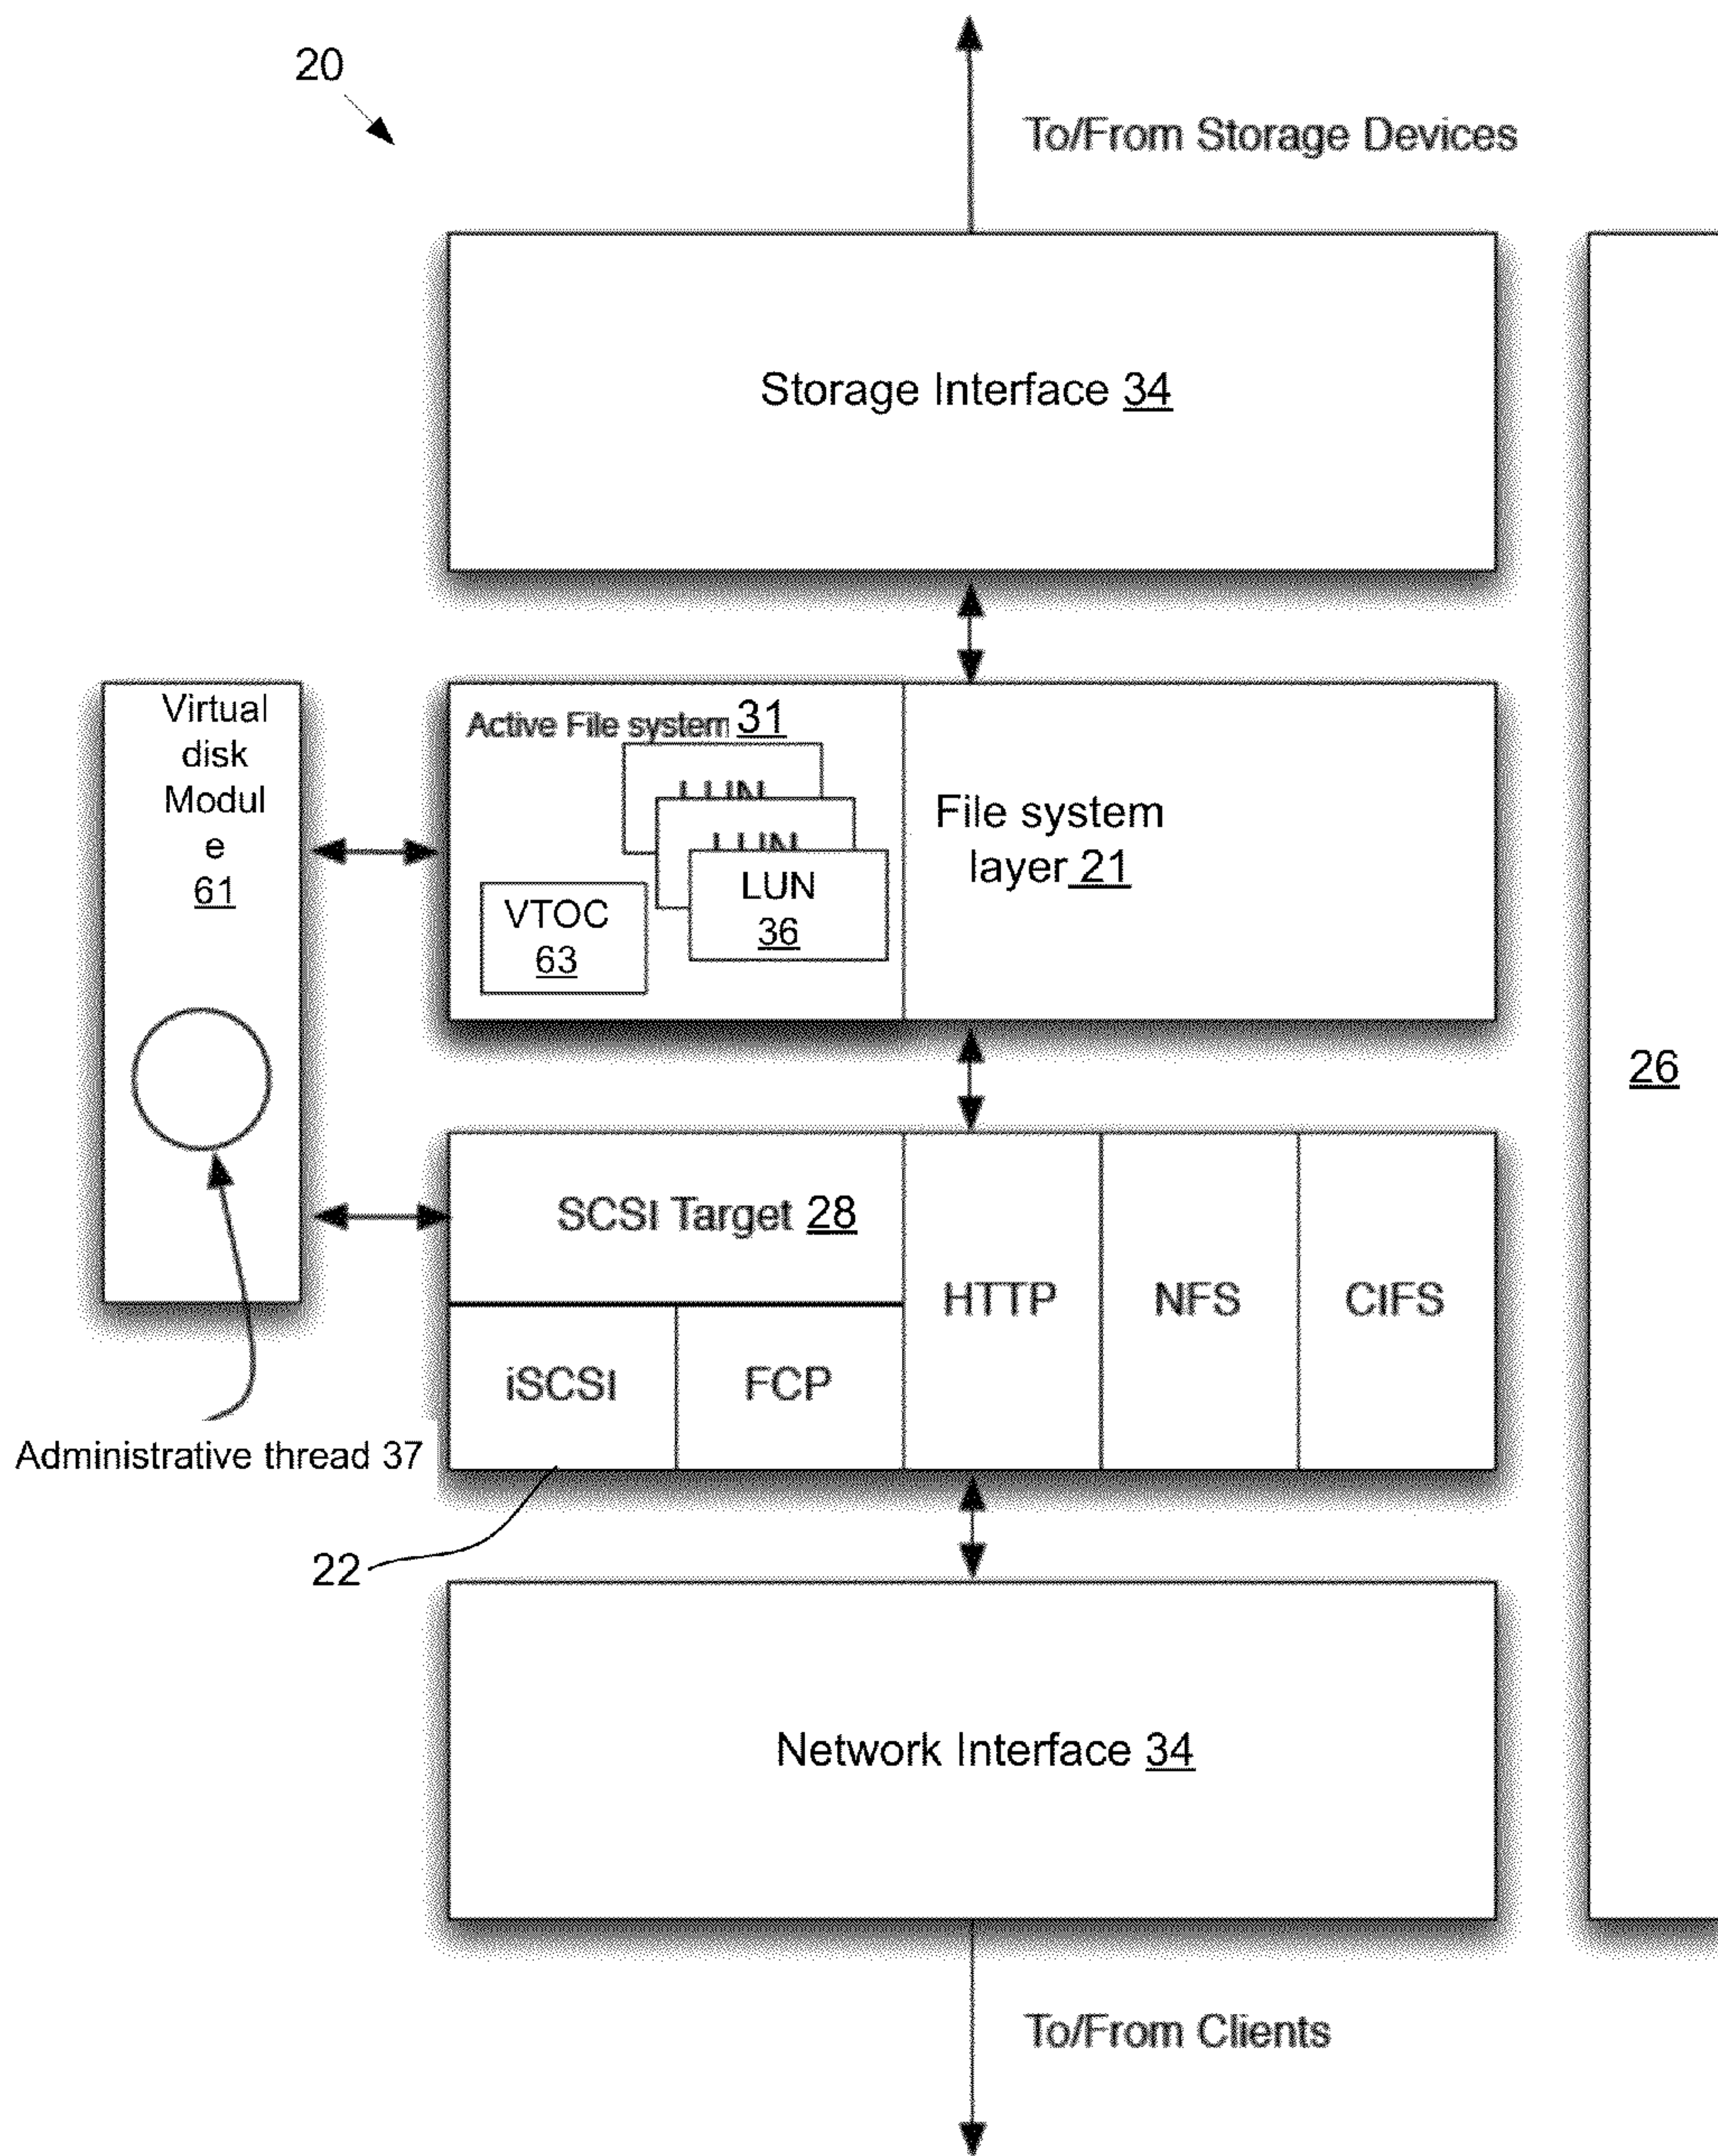 20
To/From Storage Devices
Storage Interface 34
Virtual
disk
Modul
e
61
Active File system 31
LUN
LUN
LUN
36
VTOC
63
File system
layer 21
26
SCSI Target 28
HTTP
NFS
CIFS
iSCSI
FCP
Administrative thread 37
22
Network Interface 34
To/From Clients